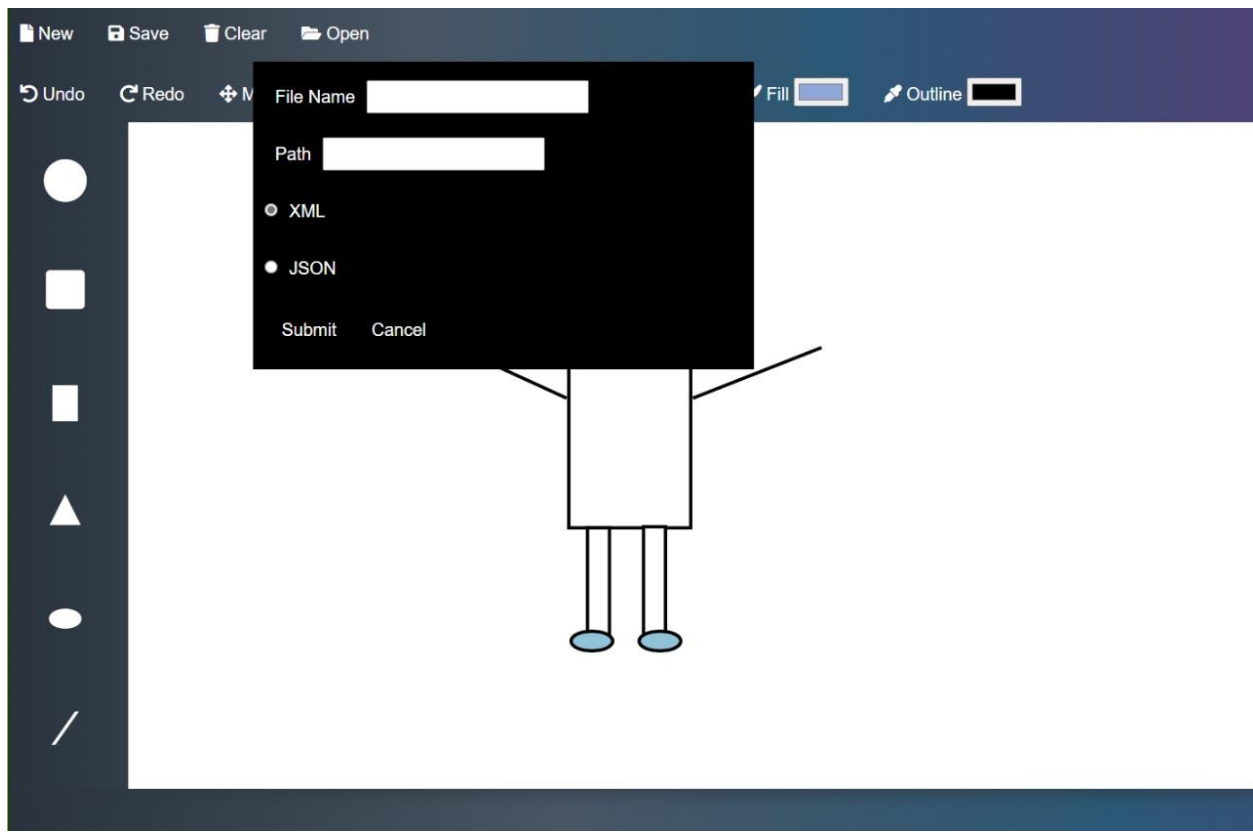 New Save Clear Open
Undo Redo M
Fill Outline
File Name
Path
XML
JSON
Submit Cancel